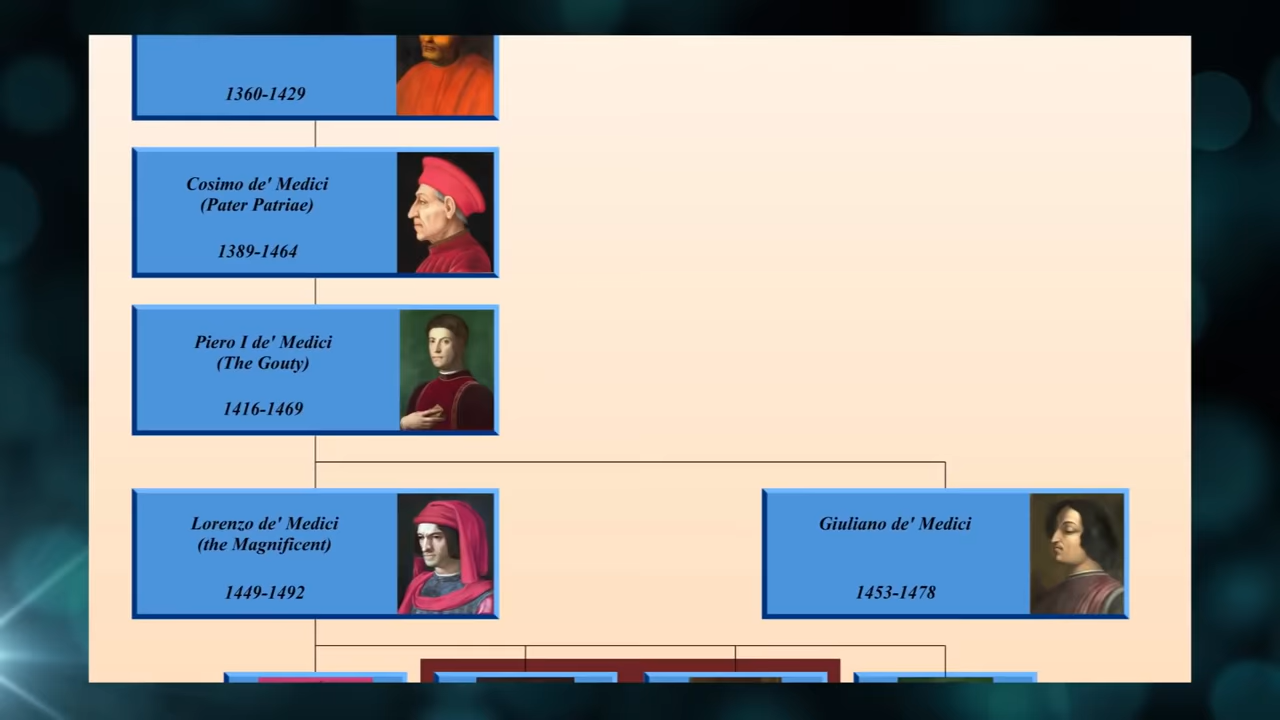 1360-1429
Cosimo de' Medici
(Pater Patriae)
1389-1464
Piero I de' Medici
(The Gouty)
1416-1469
Lorenzo de' Medici
(the Magnificent)
1449-1492
Giuliano de' Medici
1453-1478